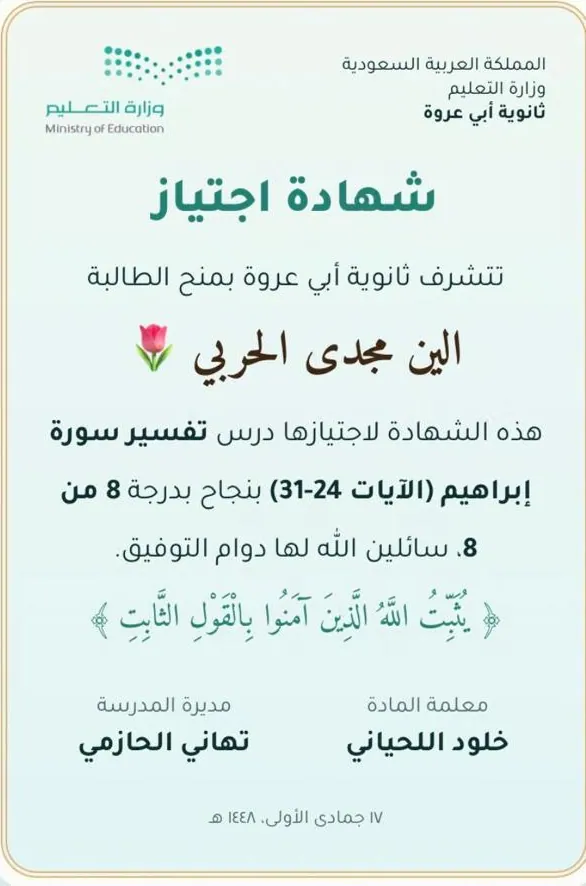 المملكة العربية السعودية
وزارة التعليم
ثانوية أبي عروة
وزارة التعـــليم
Ministry of Education
شهادة اجتياز
تتشرف ثانوية أبي عروة بمنح الطالبة
الين مجدى الحربي 🌷
هذه الشهادة لاجتيازها درس تفسير سورة
إبراهيم (الآيات 24-31) بنجاح بدرجة 8 من
8، سائلين الله لها دوام التوفيق.
﴿ يُثَبِّتُ اللَّهُ الَّذِينَ آمَنُوا بِالْقَوْلِ الثَّابِتِ ﴾
معلمة المادة
خلود اللحياني
مديرة المدرسة
تهاني الحازمي
١٧ جمادى الأولى، ١٤٤٨ هـ